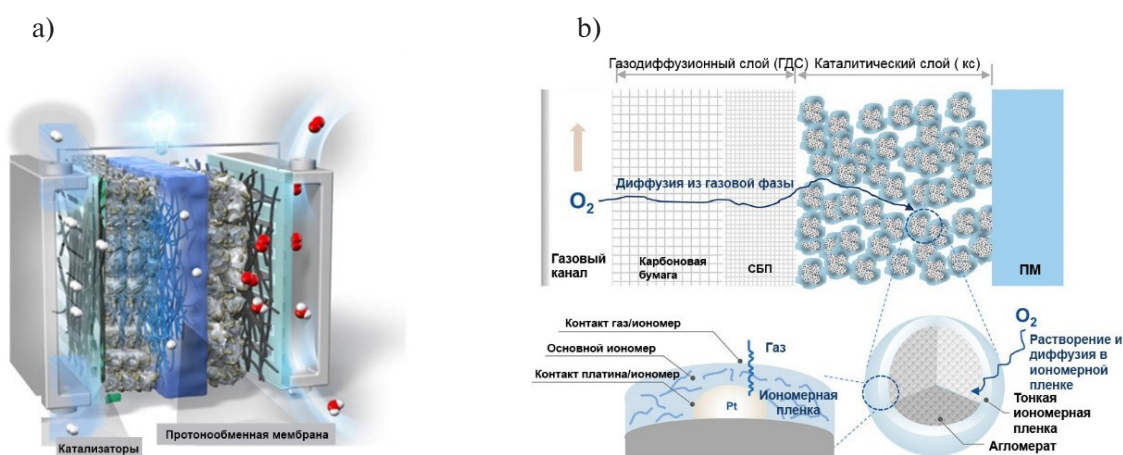 a)
b)
Катализаторы
Протонообменная мембрана
Газодиффузионный слой (ГДС)
Каталитический слой ( кс)
Диффузия из газовой фазы
O₂
Газовый
канал
Карбоновая
бумага
СБП
ПМ
Контакт газ/иономер
Основной иономер
Контакт платина/иономер
Газ
Иономерная
пленка
Pt
O₂
Растворение и
диффузия в
иономерной
пленке
Тонкая
иономерная
пленка
Агломерат